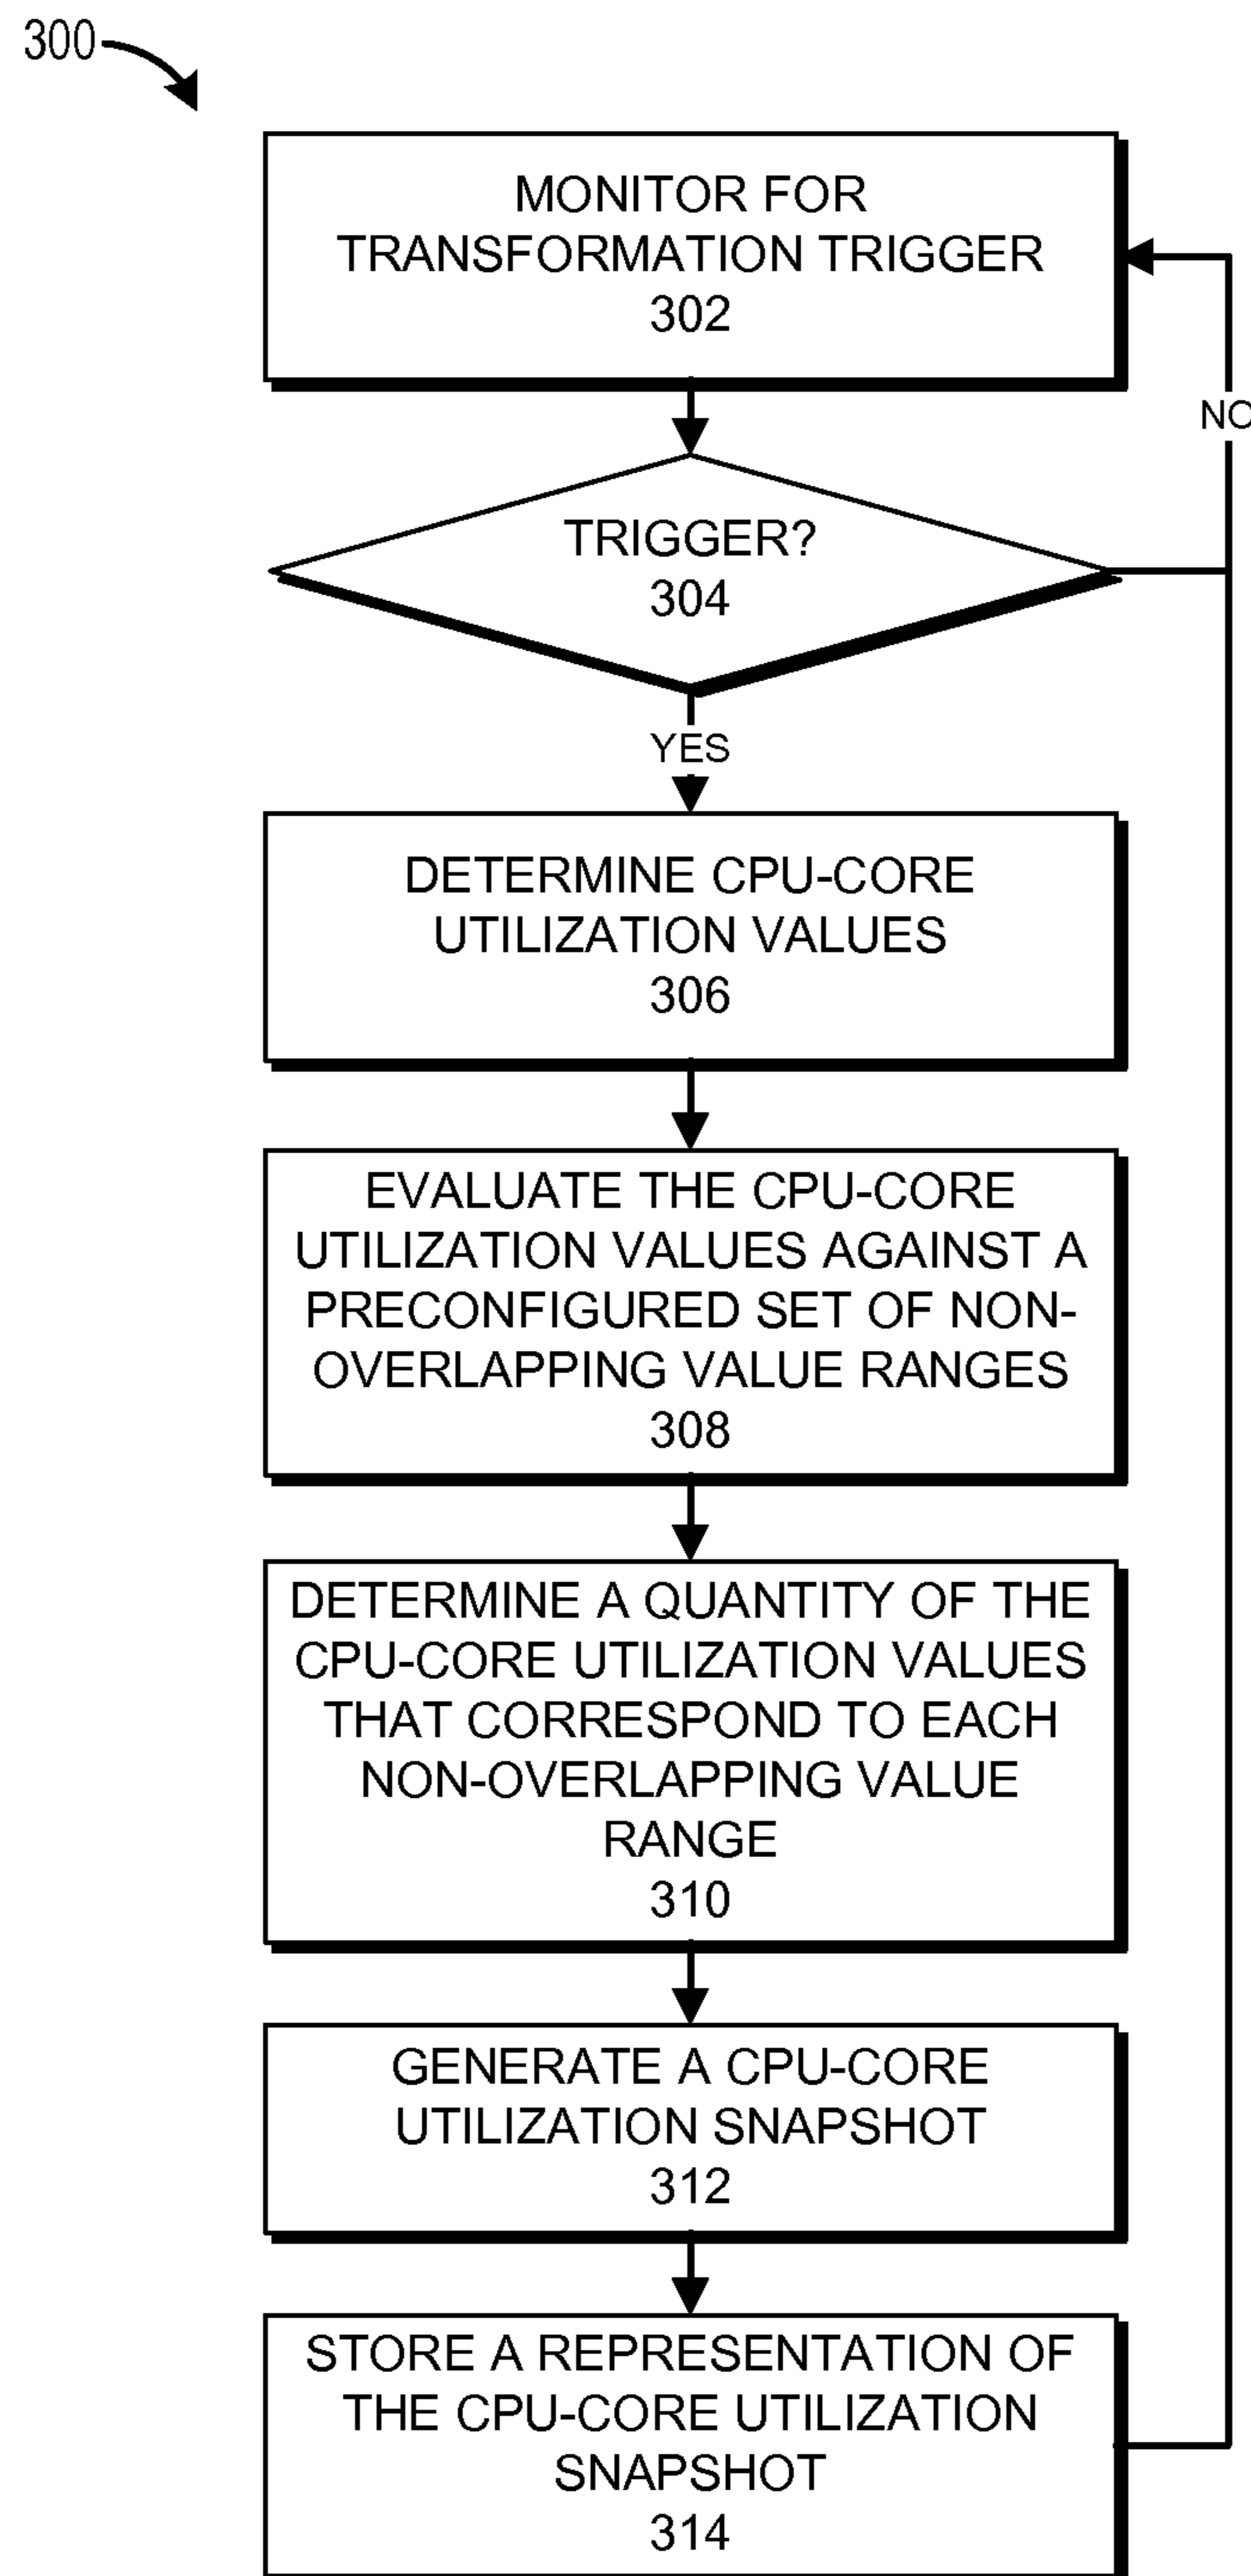 300
MONITOR FOR
TRANSFORMATION TRIGGER
302
NO
TRIGGER?
304
YES
DETERMINE CPU-CORE
UTILIZATION VALUES
306
EVALUATE THE CPU-CORE
UTILIZATION VALUES AGAINST A
PRECONFIGURED SET OF NON-
OVERLAPPING VALUE RANGES
308
DETERMINE A QUANTITY OF THE
CPU-CORE UTILIZATION VALUES
THAT CORRESPOND TO EACH
NON-OVERLAPPING VALUE
RANGE
310
GENERATE A CPU-CORE
UTILIZATION SNAPSHOT
312
STORE A REPRESENTATION OF
THE CPU-CORE UTILIZATION
SNAPSHOT
314